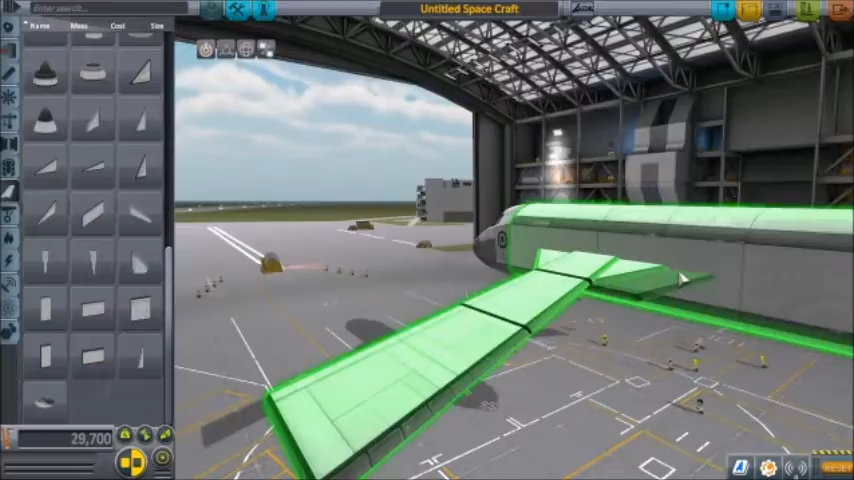 Enter search...
Untitled Space Craft
Name Mass Cost Size
29,700
RESET